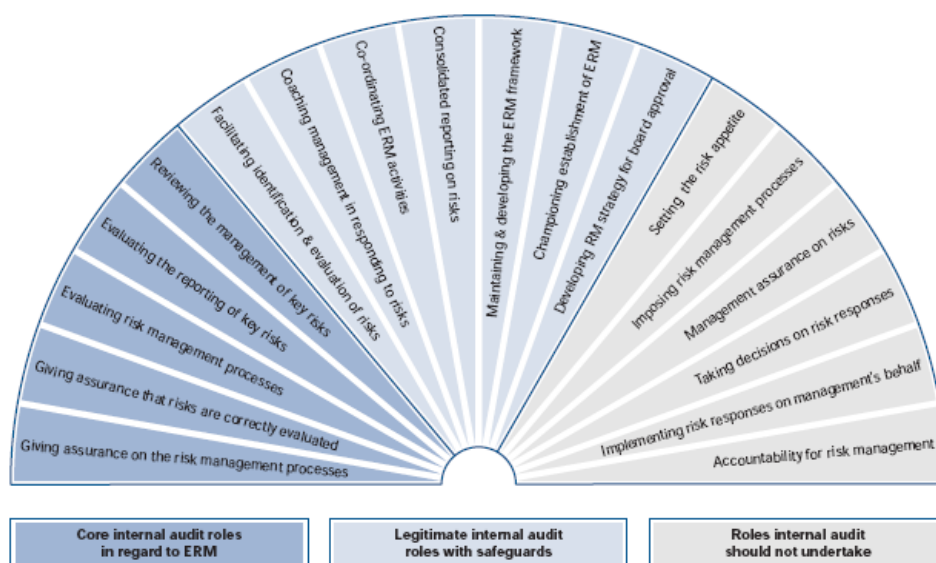 Giving assurance on the risk management processes
Giving assurance that risks are correctly evaluated
Evaluating risk management processes
Evaluating the reporting of key risks
Reviewing the management of key risks
Facilitating identification & evaluation of risks
Coaching management in responding to risks
Co-ordinating ERM activities
Consolidated reporting on risks
Maintaining & developing the ERM framework
Championing establishment of ERM
Developing RM strategy for board approval
Setting the risk appetite
Imposing risk management processes
Management assurance on risks
Taking decisions on risk responses
Implementing risk responses on management's behalf
Accountability for risk management
Core internal audit roles
in regard to ERM
Legitimate internal audit
roles with safeguards
Roles internal audit
should not undertake